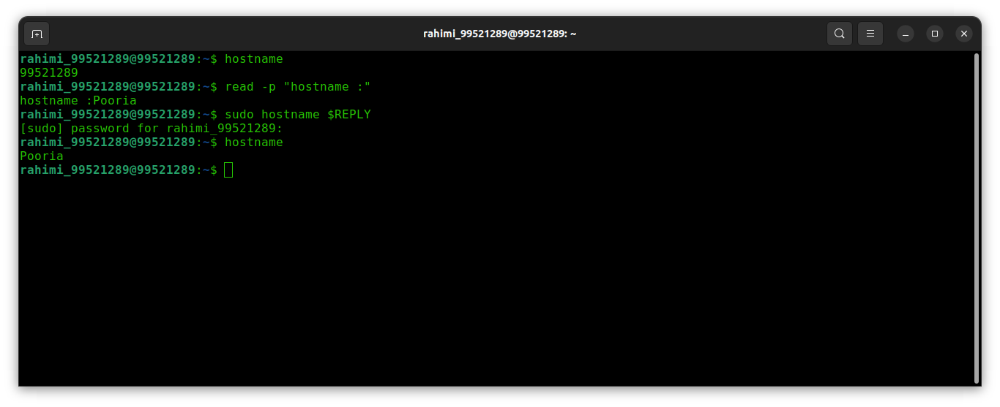 rahimi_99521289@99521289: ~
rahimi_99521289@99521289:~$ hostname
99521289
rahimi_99521289@99521289:~$ read -p "hostname :"
hostname :Pooria
rahimi_99521289@99521289:~$ sudo hostname $REPLY
[sudo] password for rahimi_99521289:
rahimi_99521289@99521289:~$ hostname
Pooria
rahimi_99521289@99521289:~$